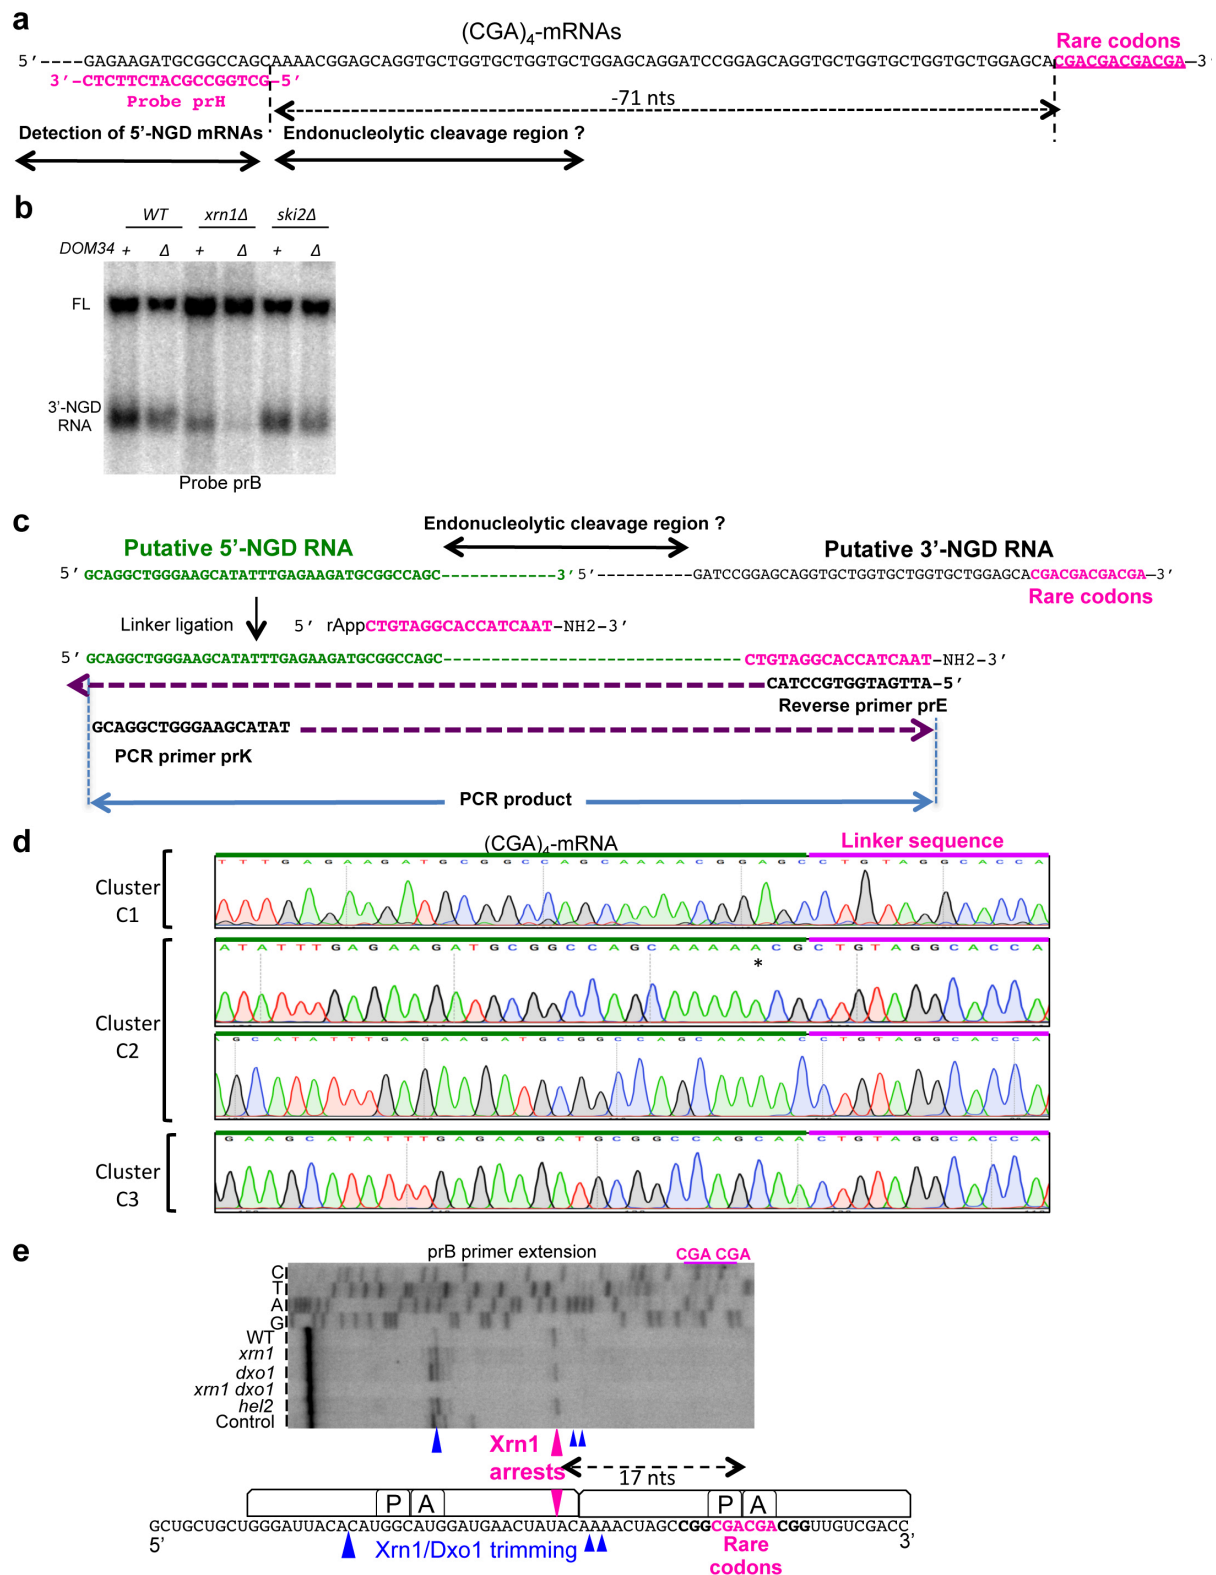 a
(CGA)4-mRNAs
Rare codons
5'----GAGAAGATGCGGCCAGCAAAACGGAGCAGGTGCTGGTGCTGGTGCTGGAGCAGGATCCGGAGCAGGTGCTGGTGCTGGTGCTGGAGCACGACGACGACGA—3'
3'-CTCTTCTACGCCGGTCG-5'
Probe prH
-71 nts
Detection of 5'-NGD mRNAs
Endonucleolytic cleavage region ?
b
WT xrn1Δ ski2Δ
DOM34 + Δ + Δ + Δ
FL
3'-NGD
RNA
Probe prB
c
Endonucleolytic cleavage region ?
Putative 5'-NGD RNA
Putative 3'-NGD RNA
5' GCAGGCTGGGAAGCATATTTGAGAAGATGCGGCCAGC-------------3' 5'----------GATCCGGAGCAGGTGCTGGTGCTGGTGCTGGAGCACGACGACGACGA—3'
Rare codons
Linker ligation
5' rAppCTGTAGGCACCATCAAT-NH2-3'
5' GCAGGCTGGGAAGCATATTTGAGAAGATGCGGCCAGC---------------------------------CTGTAGGCACCATCAAT-NH2-3'
CATCCGTGGTAGTTA-5'
Reverse primer prE
GCAGGCTGGGAAGCATAT
PCR primer prK
PCR product
d
(CGA)4-mRNA
Linker sequence
Cluster
C1
T T T G A G A A G A T G C G G C C A G C A A A A C G G A G C C T G T A G G C A C C A
Cluster
C2
A T A T T T G A G A A G A T G C G G C C A G C A A A A A C G C T G T A G G C A C C A
*
A G C A T A T T T G A G A A G A T G C G G C C A G C A A A A C C T G T A G G C A C C A
Cluster
C3
G A A G C A T A T T T G A G A A G A T G C G G C C A G C A A C T G T A G G C A C C A
e
prB primer extension
CGA CGA
C
T
A
G
WT
xrn1
dxo1
xrn1 dxo1
hel2
Control
Xrn1
arrests
17 nts
P A P A
GCUGCUGCUGGGAUUACACAUGGCAUGGAUGAACUAUACAAAACUAGCCGGCGACGACGGUUGUCGACC
5' 3'
Xrn1/Dxo1 trimming
Rare
codons